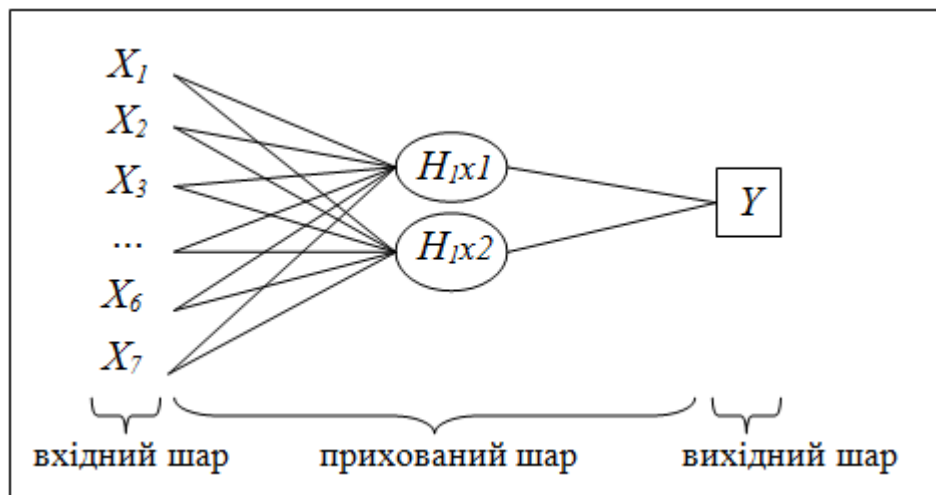 X1
X2
X3
...
X6
X7
H1x1
H1x2
Y
вхідний шар
прихований шар
вихідний шар